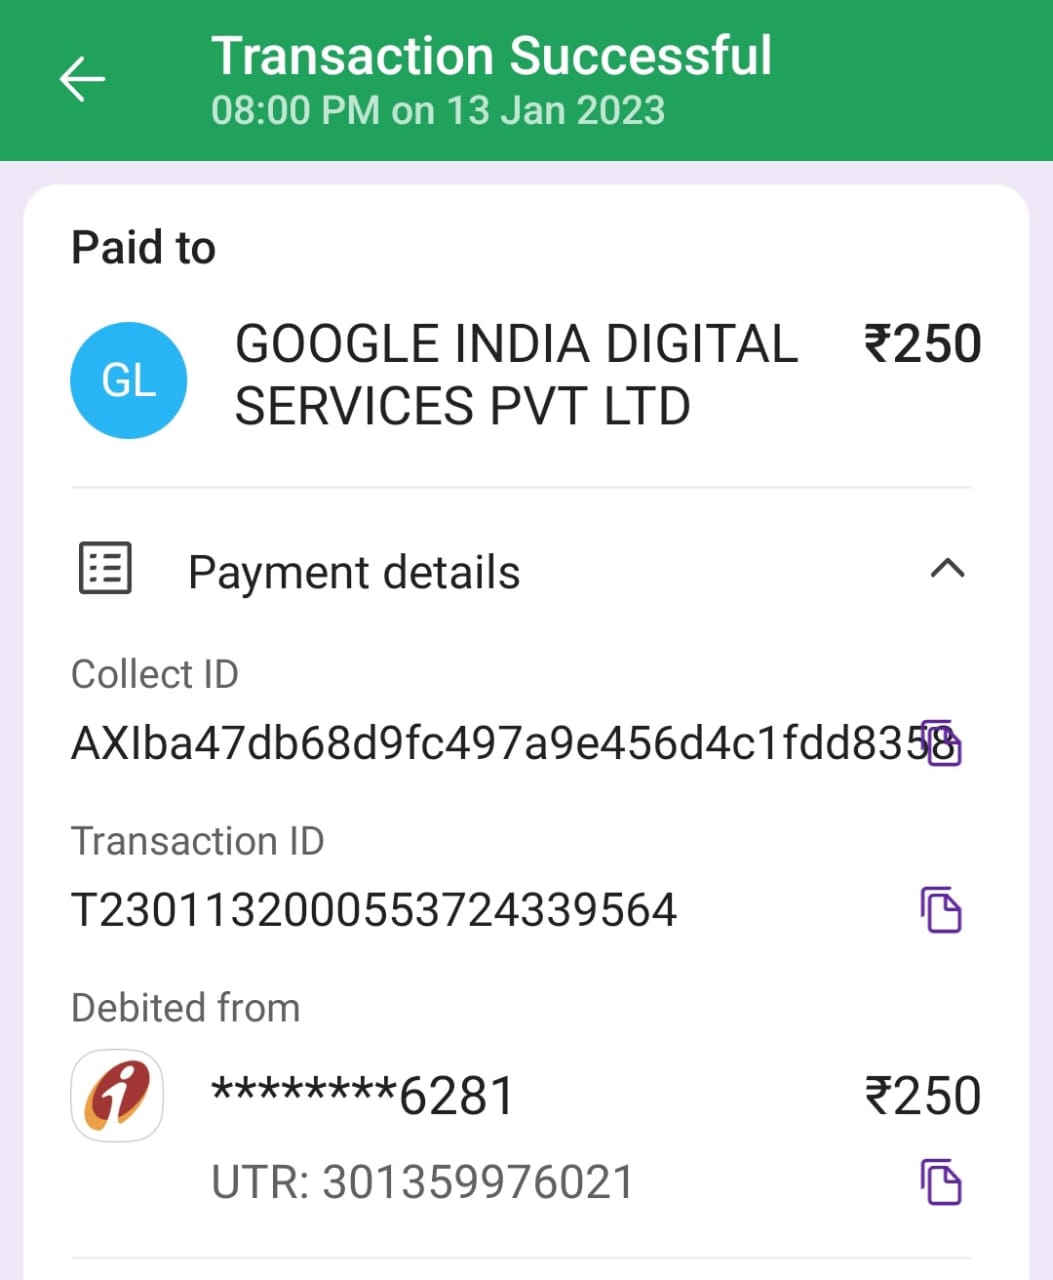 Transaction Successful
08:00 PM on 13 Jan 2023
Paid to
GL
GOOGLE INDIA DIGITAL ₹250
SERVICES PVT LTD
Payment details
Collect ID
AXIba47db68d9fc497a9e456d4c1fdd8358
Transaction ID
T2301132000553724339564
Debited from
********6281 ₹250
UTR: 301359976021